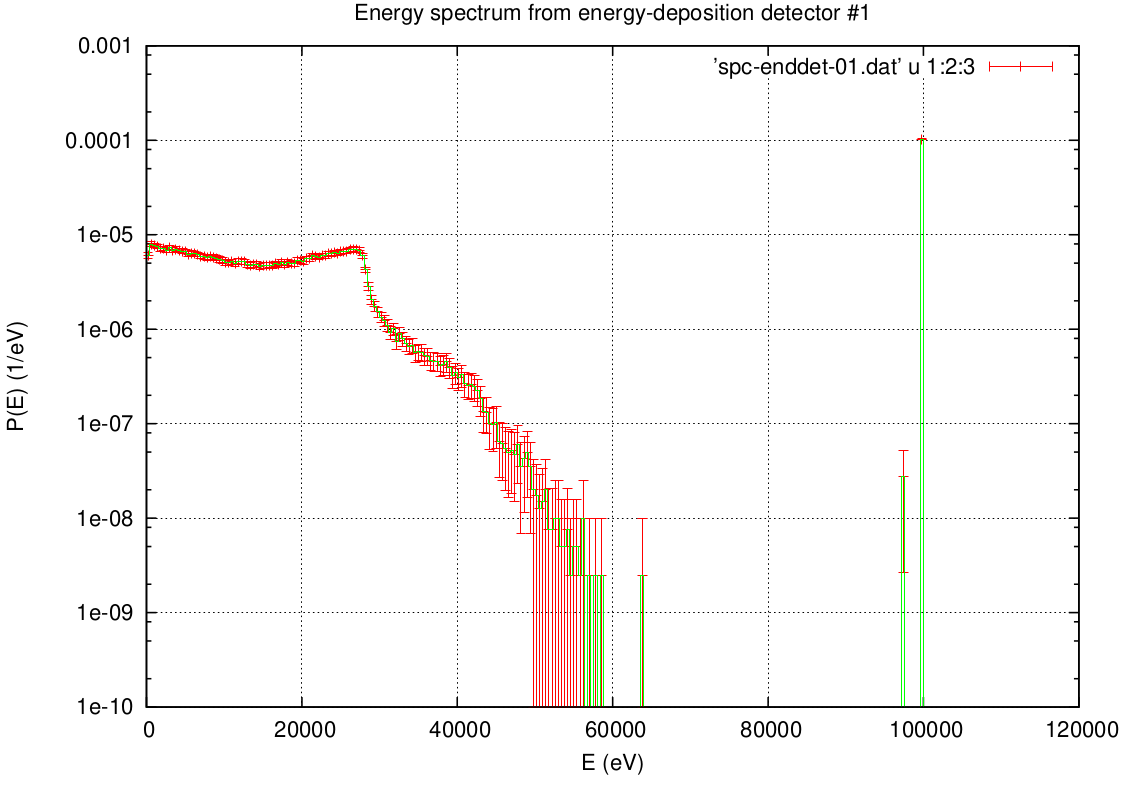 Energy spectrum from energy-deposition detector #1
'spc-enddet-01.dat' u 1:2:3
0.001
0.0001
1e-05
1e-06
1e-07
1e-08
1e-09
1e-10
P(E) (1/eV)
0 20000 40000 60000 80000 100000 120000
E (eV)